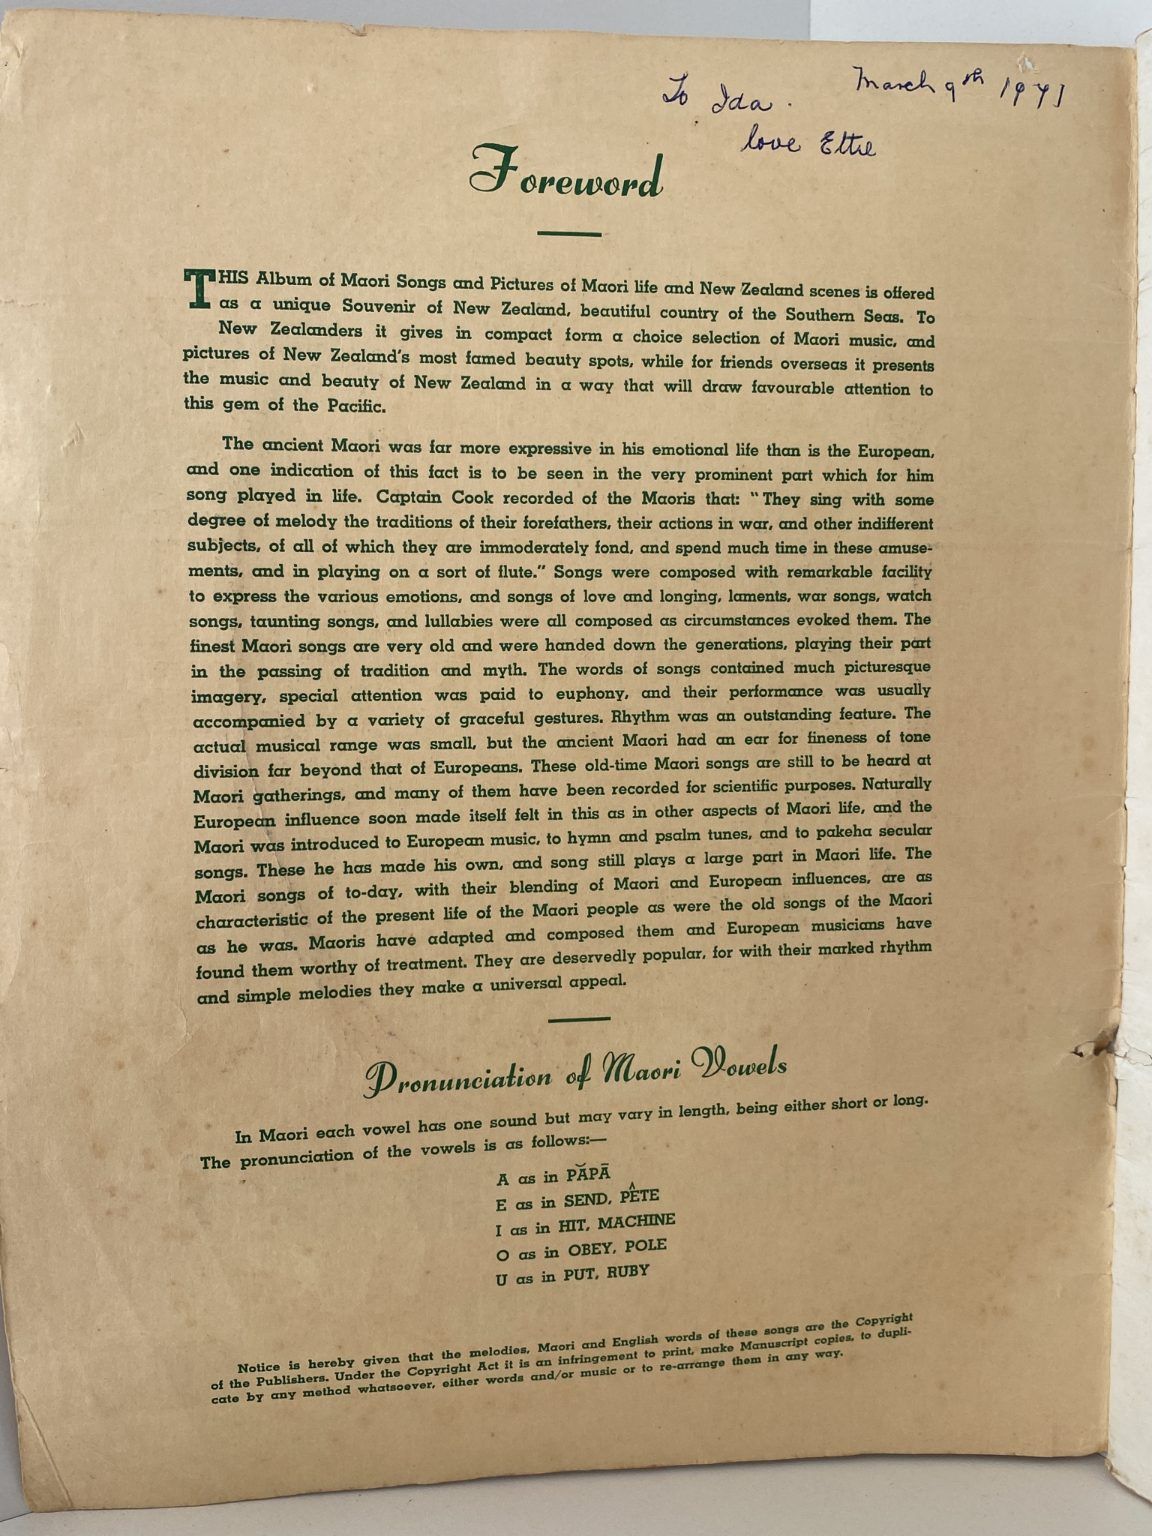 To Ida. March 9th 1971
love Ettie
Foreword
THIS Album of Maori Songs and Pictures of Maori life and New Zealand scenes is offered
as a unique Souvenir of New Zealand, beautiful country of the Southern Seas. To
New Zealanders it gives in compact form a choice selection of Maori music, and
pictures of New Zealand's most famed beauty spots, while for friends overseas it presents
the music and beauty of New Zealand in a way that will draw favourable attention to
this gem of the Pacific.
The ancient Maori was far more expressive in his emotional life than is the European,
and one indication of this fact is to be seen in the very prominent part which for him
song played in life. Captain Cook recorded of the Maoris that: "They sing with some
degree of melody the traditions of their forefathers, their actions in war, and other indifferent
subjects, of all of which they are immoderately fond, and spend much time in these amuse-
ments, and in playing on a sort of flute." Songs were composed with remarkable facility
to express the various emotions, and songs of love and longing, laments, war songs, watch
songs, taunting songs, and lullabies were all composed as circumstances evoked them. The
finest Maori songs are very old and were handed down the generations, playing their part
in the passing of tradition and myth. The words of songs contained much picturesque
imagery, special attention was paid to euphony, and their performance was usually
accompanied by a variety of graceful gestures. Rhythm was an outstanding feature. The
actual musical range was small, but the ancient Maori had an ear for fineness of tone
division far beyond that of Europeans. These old-time Maori songs are still to be heard at
Maori gatherings, and many of them have been recorded for scientific purposes. Naturally
European influence soon made itself felt in this as in other aspects of Maori life, and the
Maori was introduced to European music, to hymn and psalm tunes, and to pakeha secular
songs. These he has made his own, and song still plays a large part in Maori life. The
Maori songs of to-day, with their blending of Maori and European influences, are as
characteristic of the present life of the Maori people as were the old songs of the Maori
as he was. Maoris have adapted and composed them and European musicians have
found them worthy of treatment. They are deservedly popular, for with their marked rhythm
and simple melodies they make a universal appeal.
Pronunciation of Maori Vowels
In Maori each vowel has one sound but may vary in length, being either short or long.
The pronunciation of the vowels is as follows:—
A as in PĂPĀ
E as in SEND, PÊTE
I as in HIT, MACHINE
O as in OBEY, POLE
U as in PUT, RUBY
Notice is hereby given that the melodies, Maori and English words of these songs are the Copyright
of the Publishers. Under the Copyright Act it is an infringement to print, make Manuscript copies, to dupli-
cate by any method whatsoever, either words and/or music or to re-arrange them in any way.